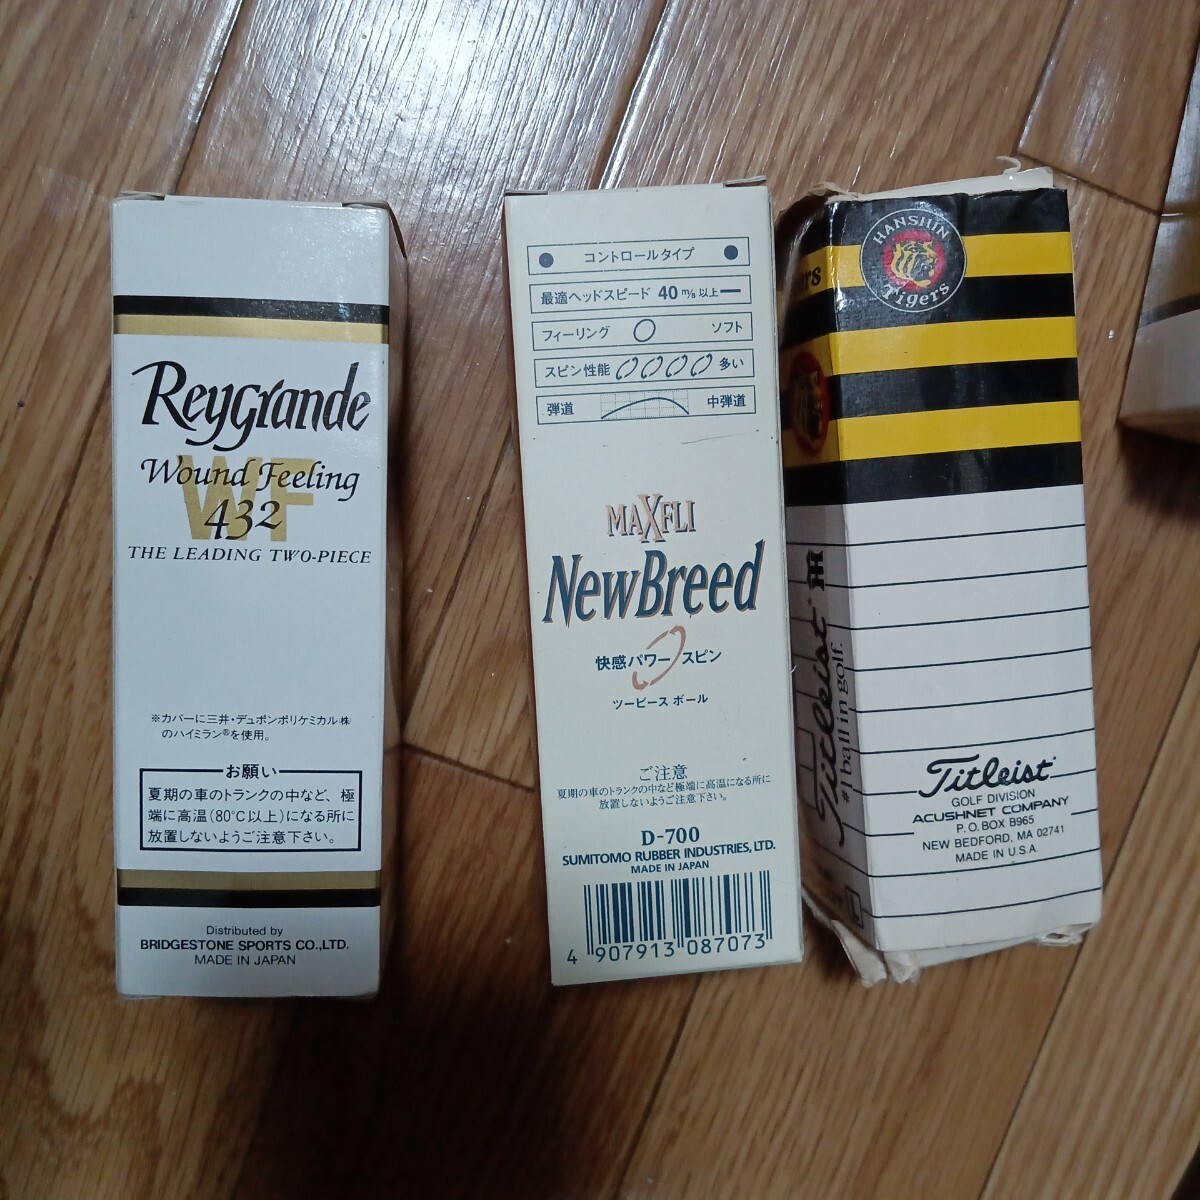 Reygrande
WF
Wound Feeling
432
THE LEADING TWO-PIECE
※カバーに三井・デュポンポリケミカル㈱
のハイミラン®を使用。
お願い
夏期の車のトランクの中など、極
端に高温(80℃以上)になる所に
放置しないようご注意下さい。
Distributed by
BRIDGESTONE SPORTS CO.,LTD.
MADE IN JAPAN
● コントロールタイプ ●
最適ヘッドスピード 40 m/s 以上
フィーリング ソフト
スピン性能 多い
弾道 中弾道
MAXFLI
NewBreed
快感パワースピン
ツーピース ボール
ご注意
夏期の車のトランクの中など極端に高温になる所に
放置しないようご注意下さい。
D-700
SUMITOMO RUBBER INDUSTRIES, LTD.
MADE IN JAPAN
4 907913 087073
HANSHIN
Tigers
ers
Titleist
#1 ball in golf.
Titleist
GOLF DIVISION
ACUSHNET COMPANY
P.O. BOX B965
NEW BEDFORD, MA 02741
MADE IN U.S.A.